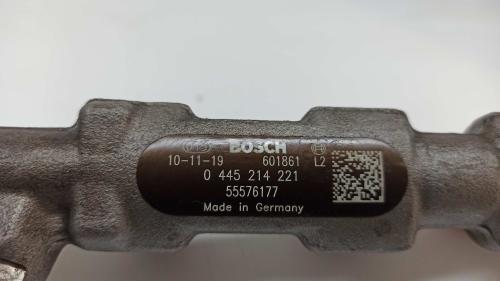 BOSCH
10-11-19 601861 L2
0 445 214 221
55576177
Made in Germany